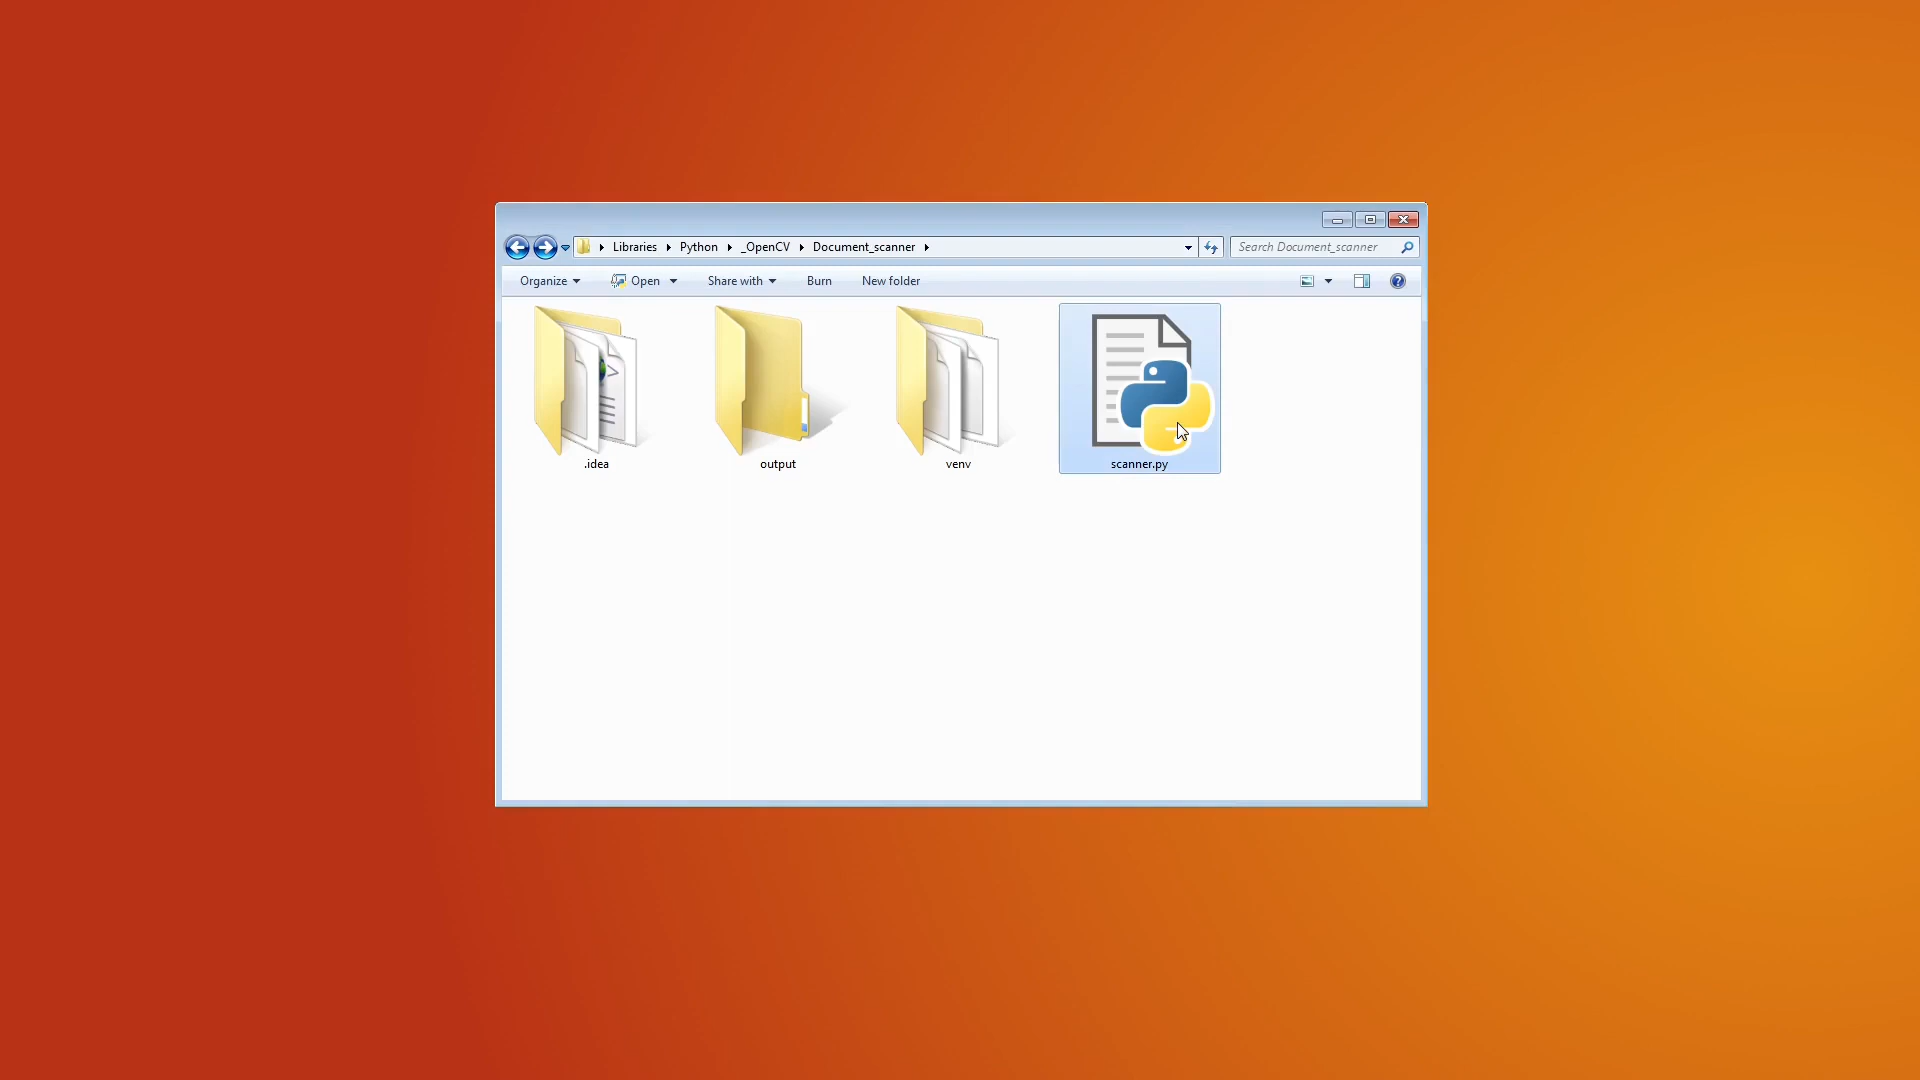 Libraries Python _OpenCV Document_scanner Search Document_scanner
Organize Open Share with Burn New folder
.idea output venv scanner.py